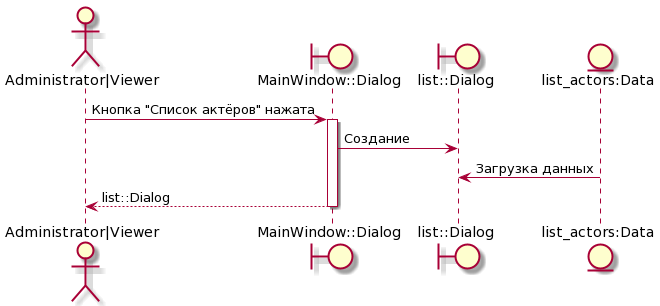 Administrator|Viewer
MainWindow::Dialog
list::Dialog
list_actors:Data
Кнопка "Список актёров" нажата
Создание
Загрузка данных
list::Dialog
Administrator|Viewer
MainWindow::Dialog
list::Dialog
list_actors:Data